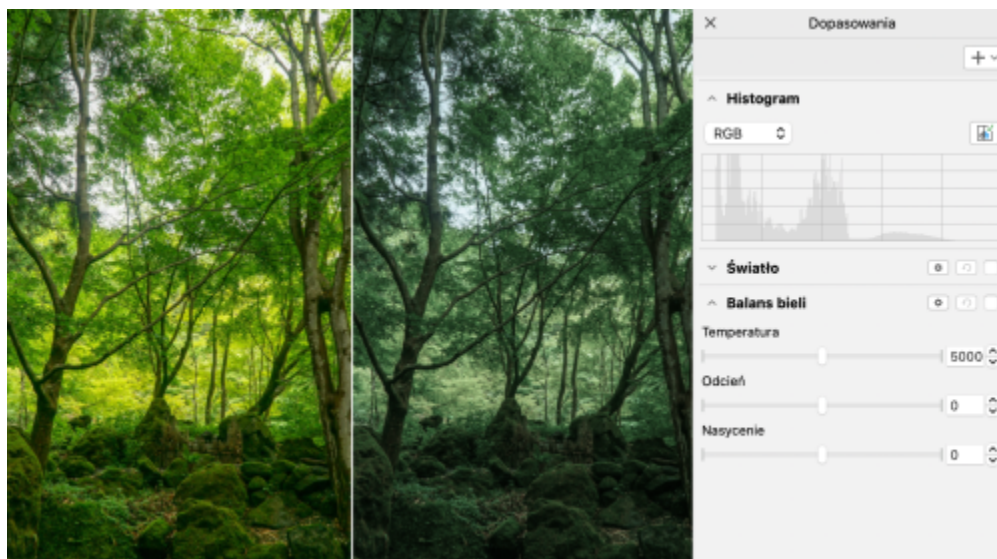 Dopasowania
Histogram
RGB
Światło
Balans bieli
Temperatura
5000
Odcień
0
Nasycenie
0